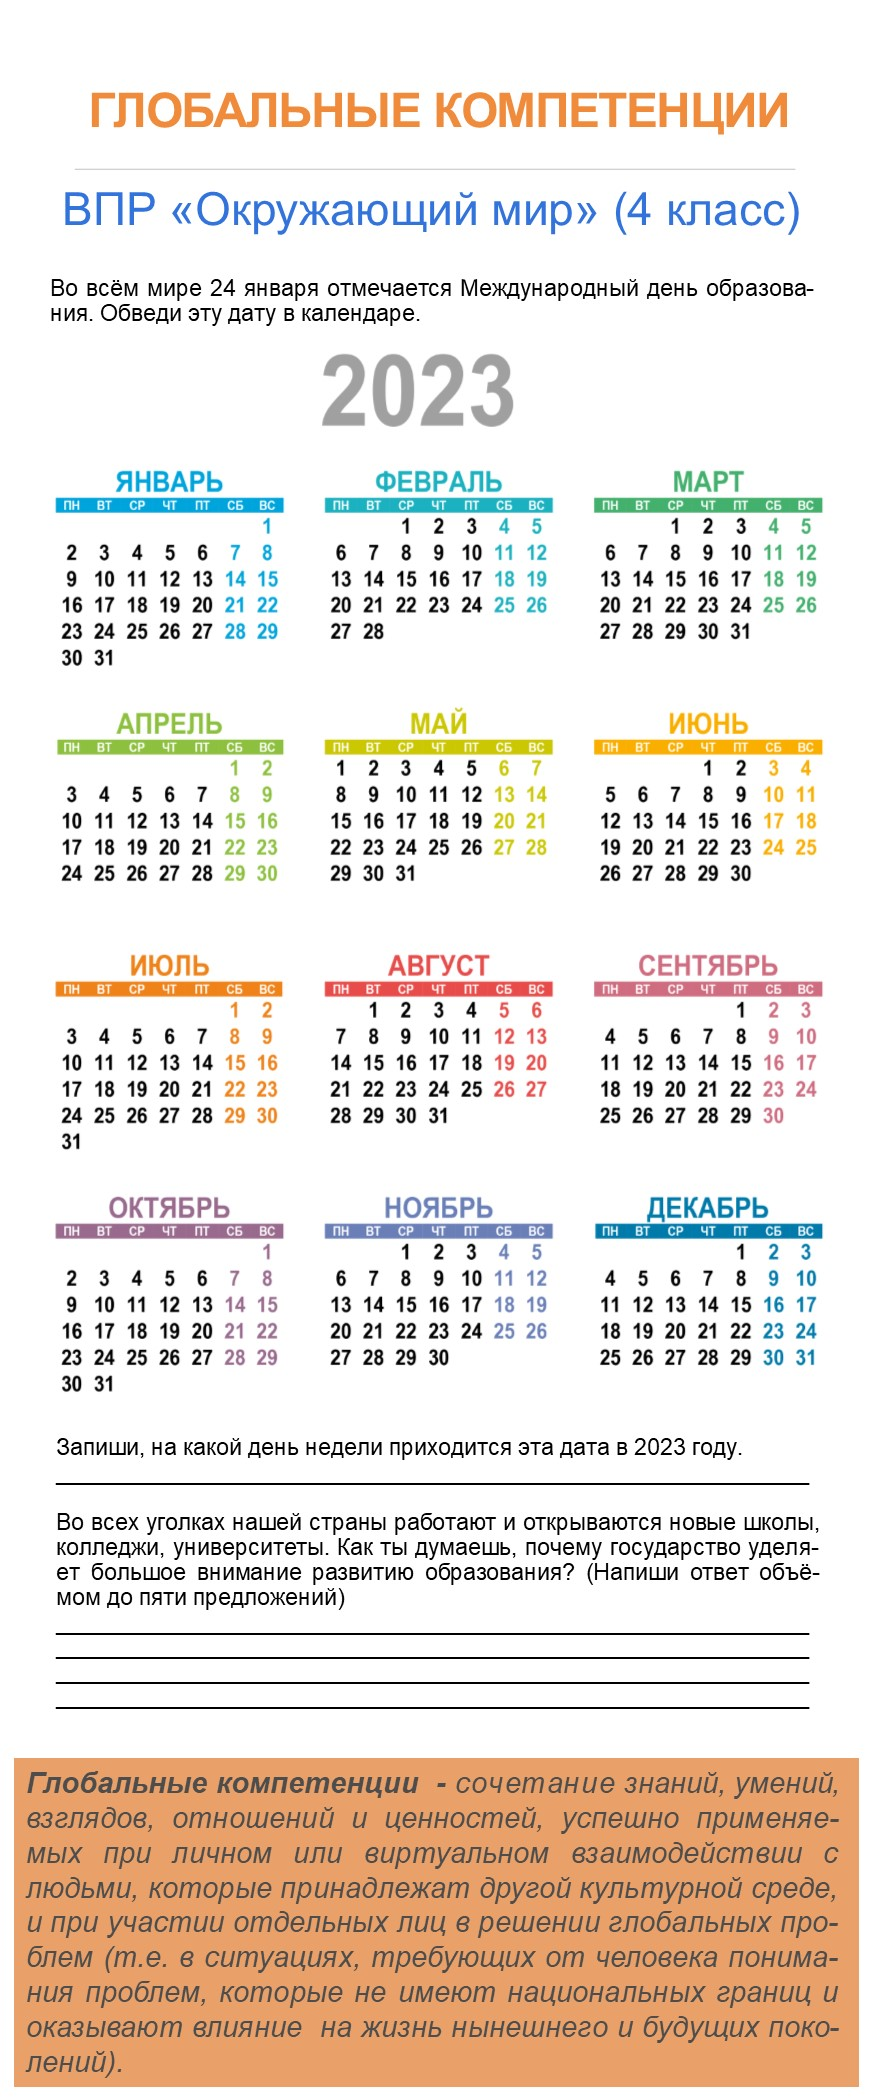 ГЛОБАЛЬНЫЕ КОМПЕТЕНЦИИ
ВПР «Окружающий мир» (4 класс)
Во всём мире 24 января отмечается Международный день образова-
ния. Обведи эту дату в календаре.
2023
ЯНВАРЬ
ПН ВТ СР ЧТ ПТ СБ ВС
1
2 3 4 5 6 7 8
9 10 11 12 13 14 15
16 17 18 19 20 21 22
23 24 25 26 27 28 29
30 31
ФЕВРАЛЬ
ПН ВТ СР ЧТ ПТ СБ ВС
1 2 3 4 5
6 7 8 9 10 11 12
13 14 15 16 17 18 19
20 21 22 23 24 25 26
27 28
МАРТ
ПН ВТ СР ЧТ ПТ СБ ВС
1 2 3 4 5
6 7 8 9 10 11 12
13 14 15 16 17 18 19
20 21 22 23 24 25 26
27 28 29 30 31
АПРЕЛЬ
ПН ВТ СР ЧТ ПТ СБ ВС
1 2
3 4 5 6 7 8 9
10 11 12 13 14 15 16
17 18 19 20 21 22 23
24 25 26 27 28 29 30
МАЙ
ПН ВТ СР ЧТ ПТ СБ ВС
1 2 3 4 5 6 7
8 9 10 11 12 13 14
15 16 17 18 19 20 21
22 23 24 25 26 27 28
29 30 31
ИЮНЬ
ПН ВТ СР ЧТ ПТ СБ ВС
1 2 3 4
5 6 7 8 9 10 11
12 13 14 15 16 17 18
19 20 21 22 23 24 25
26 27 28 29 30
ИЮЛЬ
ПН ВТ СР ЧТ ПТ СБ ВС
1 2
3 4 5 6 7 8 9
10 11 12 13 14 15 16
17 18 19 20 21 22 23
24 25 26 27 28 29 30
31
АВГУСТ
ПН ВТ СР ЧТ ПТ СБ ВС
1 2 3 4 5 6
7 8 9 10 11 12 13
14 15 16 17 18 19 20
21 22 23 24 25 26 27
28 29 30 31
СЕНТЯБРЬ
ПН ВТ СР ЧТ ПТ СБ ВС
1 2 3
4 5 6 7 8 9 10
11 12 13 14 15 16 17
18 19 20 21 22 23 24
25 26 27 28 29 30
ОКТЯБРЬ
ПН ВТ СР ЧТ ПТ СБ ВС
1
2 3 4 5 6 7 8
9 10 11 12 13 14 15
16 17 18 19 20 21 22
23 24 25 26 27 28 29
30 31
НОЯБРЬ
ПН ВТ СР ЧТ ПТ СБ ВС
1 2 3 4 5
6 7 8 9 10 11 12
13 14 15 16 17 18 19
20 21 22 23 24 25 26
27 28 29 30
ДЕКАБРЬ
ПН ВТ СР ЧТ ПТ СБ ВС
1 2 3
4 5 6 7 8 9 10
11 12 13 14 15 16 17
18 19 20 21 22 23 24
25 26 27 28 29 30 31
Запиши, на какой день недели приходится эта дата в 2023 году.
Во всех уголках нашей страны работают и открываются новые школы,
колледжи, университеты. Как ты думаешь, почему государство уделя-
ет большое внимание развитию образования? (Напиши ответ объё-
мом до пяти предложений)
Глобальные компетенции - сочетание знаний, умений,
взглядов, отношений и ценностей, успешно применяе-
мых при личном или виртуальном взаимодействии с
людьми, которые принадлежат другой культурной среде,
и при участии отдельных лиц в решении глобальных про-
блем (т.е. в ситуациях, требующих от человека понима-
ния проблем, которые не имеют национальных границ и
оказывают влияние на жизнь нынешнего и будущих поко-
лений).